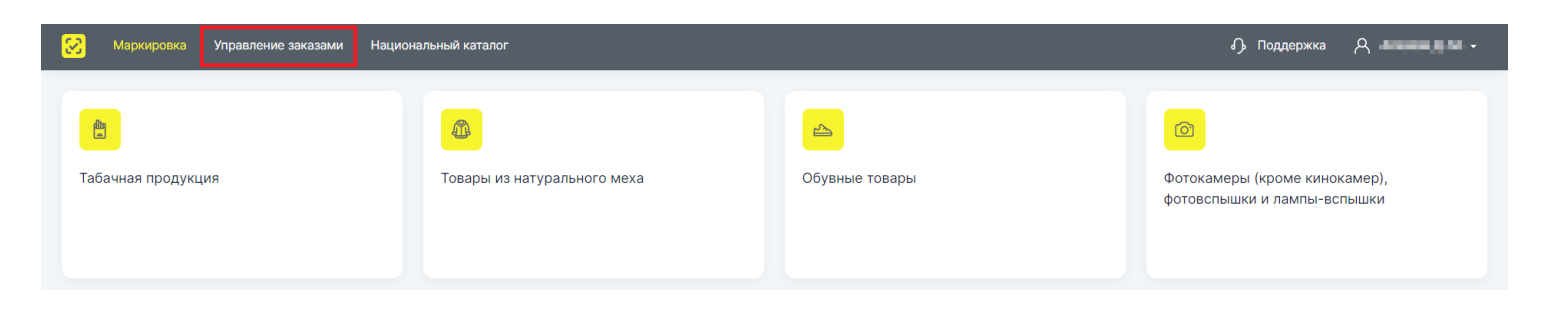 Маркировка Управление заказами Национальный каталог Поддержка
Табачная продукция
Товары из натурального меха
Обувные товары
Фотокамеры (кроме кинокамер),
фотовспышки и лампы-вспышки